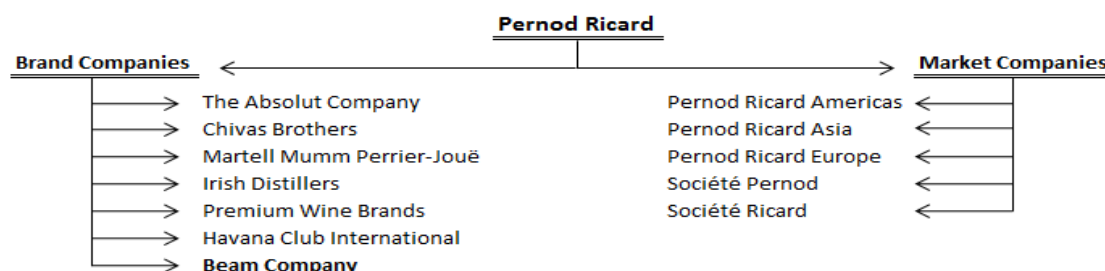 Pernod Ricard
Brand Companies
Market Companies
The Absolut Company
Chivas Brothers
Martell Mumm Perrier-Jouë
Irish Distillers
Premium Wine Brands
Havana Club International
Beam Company
Pernod Ricard Americas
Pernod Ricard Asia
Pernod Ricard Europe
Société Pernod
Société Ricard